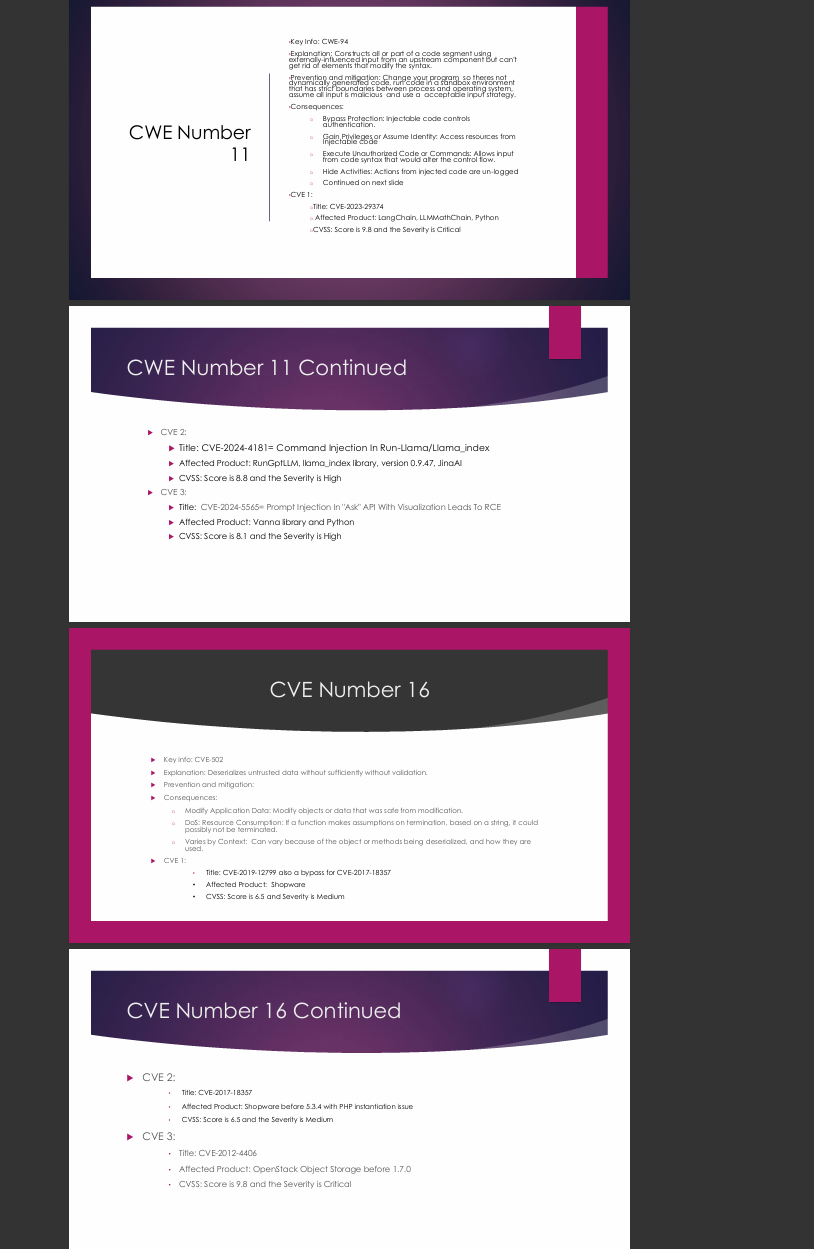 CWE Number
11
•Key Info: CWE-94
•Explanation: Constructs all or part of a code segment using
externally-influenced input from an upstream component but can't
get rid of elements that modify the syntax.
•Prevention and mitigation: Change your program so theres not
dynamically generated code, run code in a sandbox environment
that has strict boundaries between process and operating system,
assume all input is malicious and use a acceptable input strategy.
•Consequences:
o Bypass Protection: Injectable code controls
authentication.
o Gain Privileges or Assume Identity: Access resources from
injectable code
o Execute Unauthorized Code or Commands: Allows input
from code syntax that would alter the control flow.
o Hide Activities: Actions from injected code are un-logged
o Continued on next slide
•CVE 1:
oTitle: CVE-2023-29374
o Affected Product: LangChain, LLMMathChain, Python
oCVSS: Score is 9.8 and the Severity is Critical
CWE Number 11 Continued
▶ CVE 2:
▶ Title: CVE-2024-4181= Command Injection In Run-Llama/Llama_index
▶ Affected Product: RunGptLLM, llama_index library, version 0.9.47, JinaAI
▶ CVSS: Score is 8.8 and the Severity is High
▶ CVE 3:
▶ Title: CVE-2024-5565= Prompt Injection In "Ask" API With Visualization Leads To RCE
▶ Affected Product: Vanna library and Python
▶ CVSS: Score is 8.1 and the Severity is High
CVE Number 16
▶ Key info: CVE-502
▶ Explanation: Deserializes untrusted data without sufficiently without validation.
▶ Prevention and mitigation:
▶ Consequences:
o Modify Application Data: Modify objects or data that was safe from modification.
o DoS: Resource Consumption: If a function makes assumptions on termination, based on a string, it could
possibly not be terminated.
o Varies by Context: Can vary because of the object or methods being deserialized, and how they are
used.
▶ CVE 1:
• Title: CVE-2019-12799 also a bypass for CVE-2017-18357
• Affected Product: Shopware
• CVSS: Score is 6.5 and Severity is Medium
CVE Number 16 Continued
▶ CVE 2:
• Title: CVE-2017-18357
• Affected Product: Shopware before 5.3.4 with PHP instantiation issue
• CVSS: Score is 6.5 and the Severity is Medium
▶ CVE 3:
• Title: CVE-2012-4406
• Affected Product: OpenStack Object Storage before 1.7.0
• CVSS: Score is 9.8 and the Severity is Critical